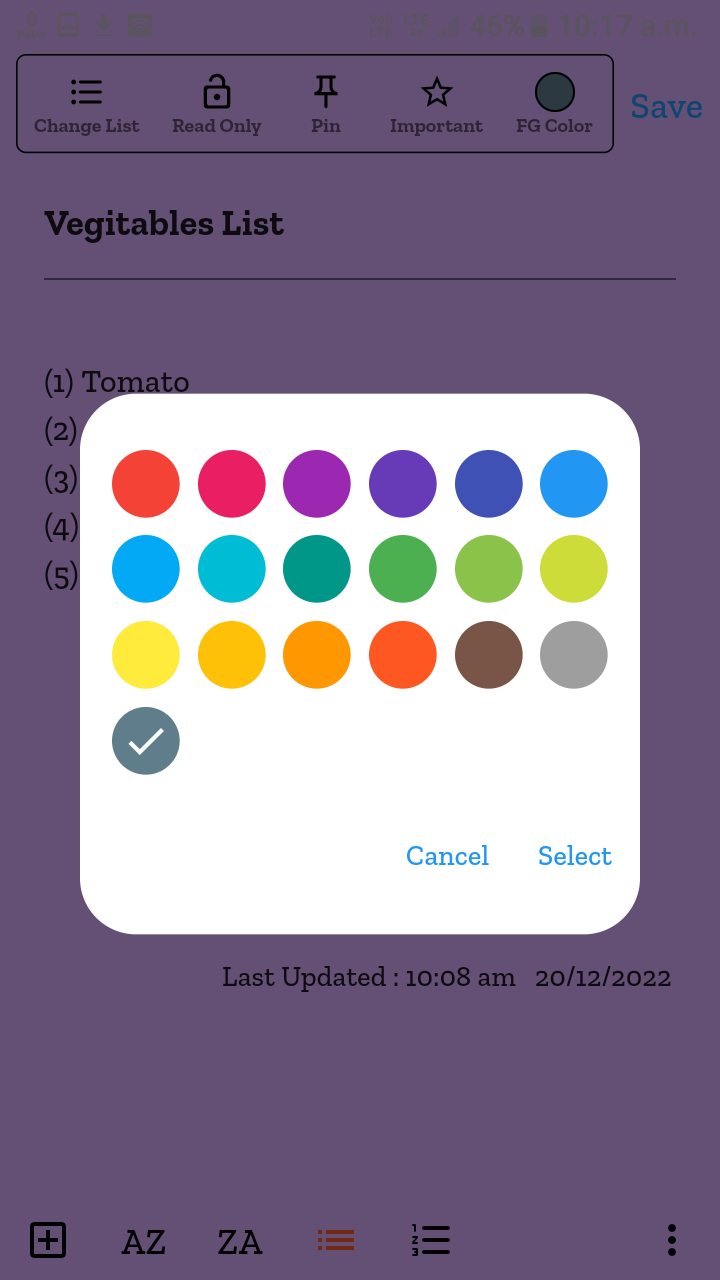 46% 10:17 a.m.
Change List Read Only Pin Important FG Color
Save
Vegitables List
(1) Tomato
(2)
(3)
(4)
(5)
Cancel Select
Last Updated : 10:08 am 20/12/2022
AZ ZA